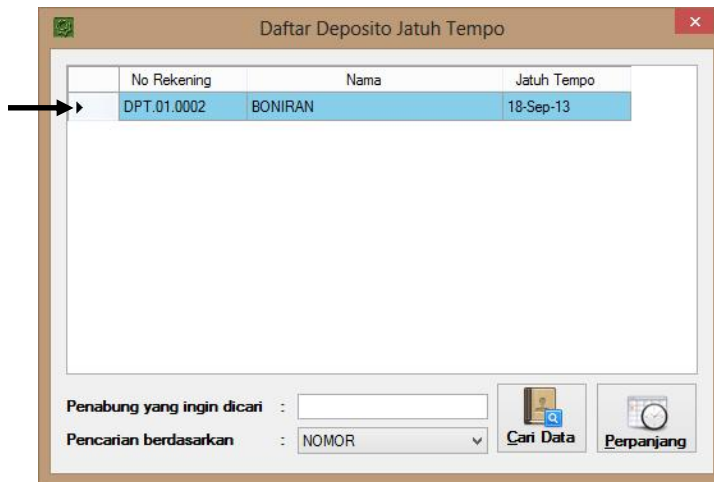 Daftar Deposito Jatuh Tempo
No Rekening Nama Jatuh Tempo
DPT.01.0002 BONIRAN 18-Sep-13
Penabung yang ingin dicari :
Pencarian berdasarkan : NOMOR
Cari Data
Perpanjang